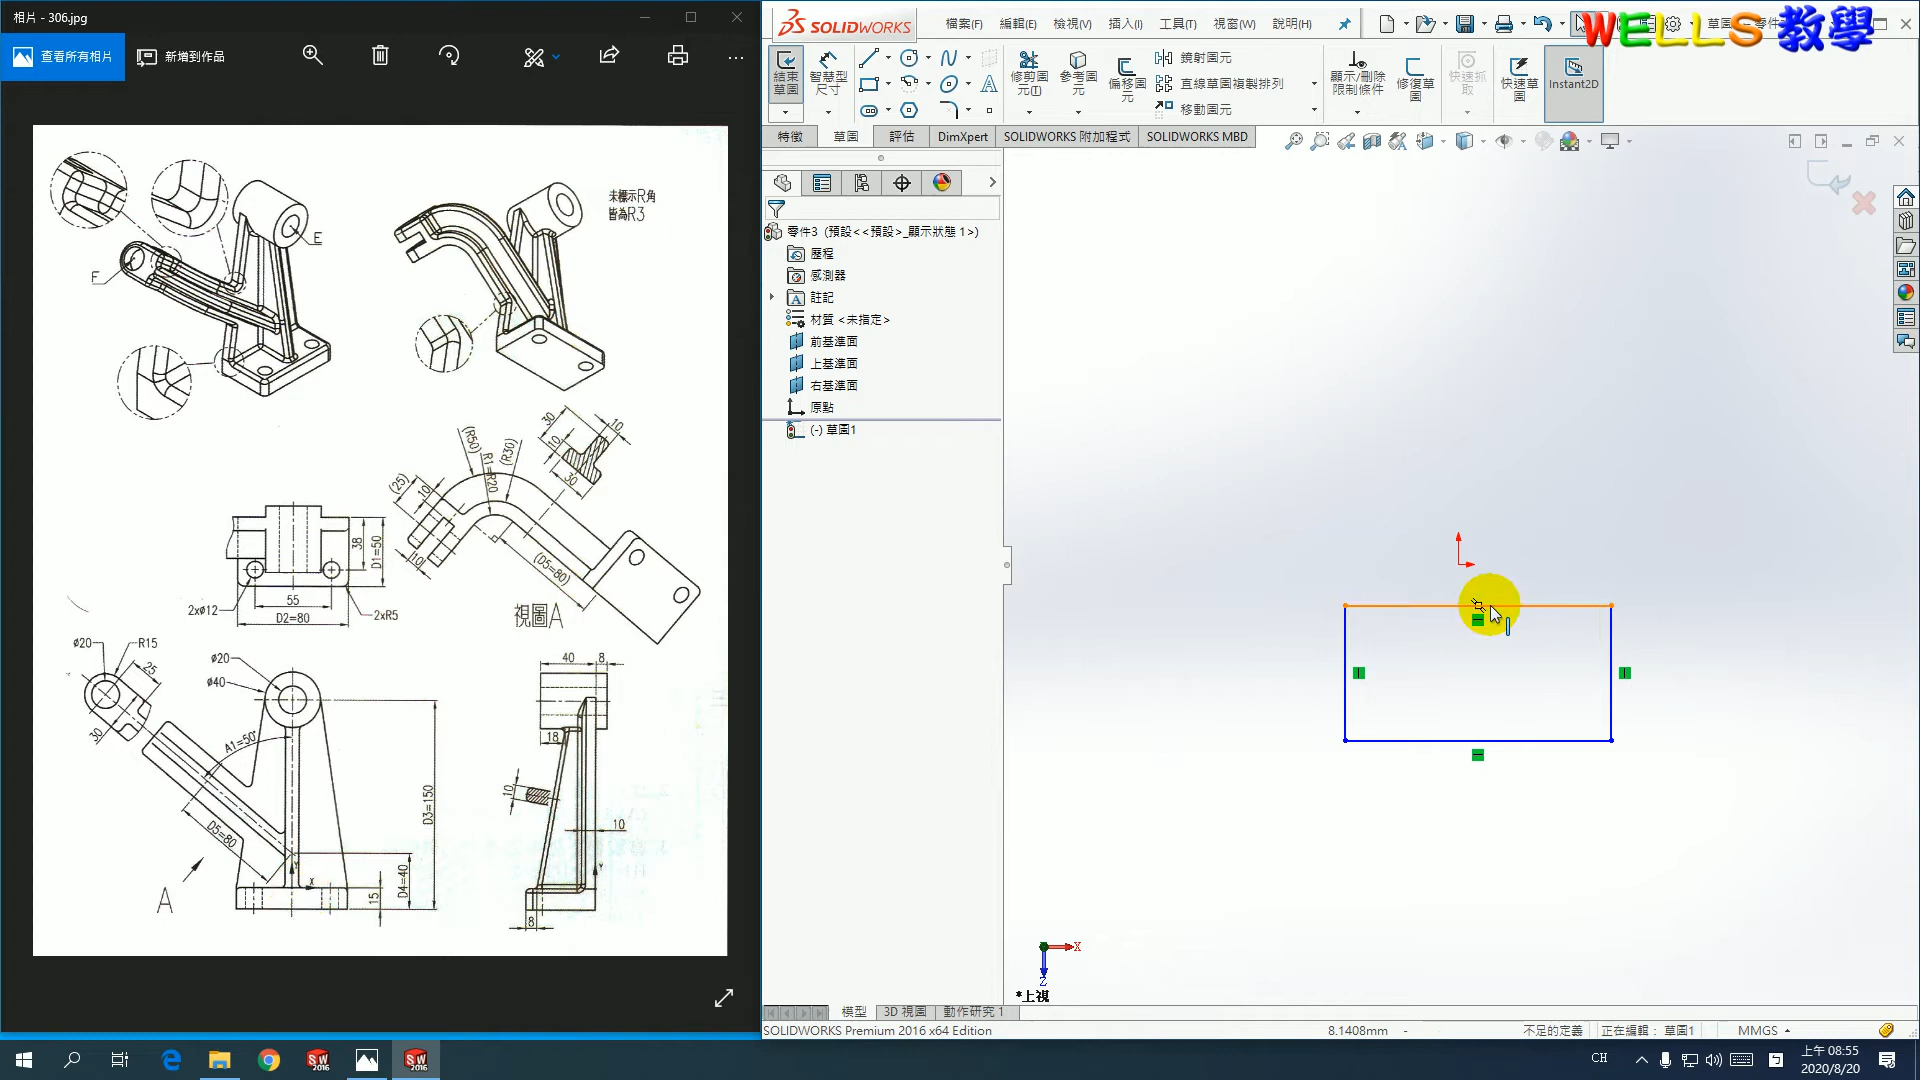 相片 - 306.jpg
查看所有相片
新增到作品
未標示R角
皆為R3
E
F
30
10
10
30
(R50)
R1=R20
(R30)
(25)
10
10
(D5=80)
視圖A
38
D1=50
55
2xø12
2xR5
D2=80
ø20
R15
25
30
ø20
ø40
A1=50°
D5=80
D3=150
D4=40
15
Y
X
A
40
8
18
10
10
Y
8
SOLIDWORKS
檔案(F)
編輯(E)
檢視(V)
插入(I)
工具(T)
視窗(W)
說明(H)
WELLS教學
結束草圖
智慧型尺寸
修剪圖元(T)
參考圖元
偏移圖元
鏡射圖元
直線草圖複製排列
移動圖元
顯示/刪除限制條件
修復草圖
快速抓取
快速草圖
Instant2D
特徵
草圖
評估
DimXpert
SOLIDWORKS 附加程式
SOLIDWORKS MBD
零件3 (預設<<預設>_顯示狀態 1>)
歷程
感測器
註記
材質 <未指定>
前基準面
上基準面
右基準面
原點
(-) 草圖1
X
Z
*上視
模型
3D 視圖
動作研究 1
SOLIDWORKS Premium 2016 x64 Edition
8.1408mm
-
不足的定義
正在編輯： 草圖1
MMGS
CH
上午 08:55
2020/8/20